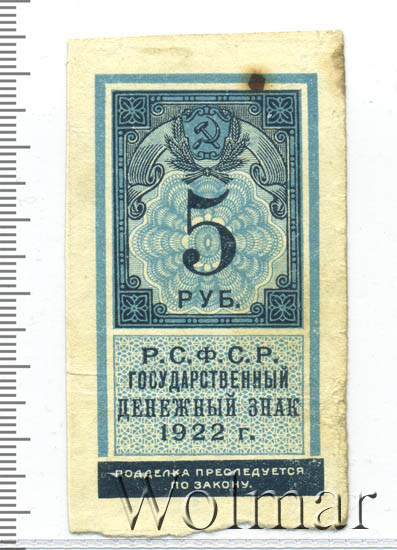 5
РУБ.
Р.С.Ф.С.Р.
ГОСУДАРСТВЕННЫЙ
ДЕНЕЖНЫЙ ЗНАК
1922 г.
ПОДДЕЛКА ПРЕСЛЕДУЕТСЯ
ПО ЗАКОНУ.
Wolmar